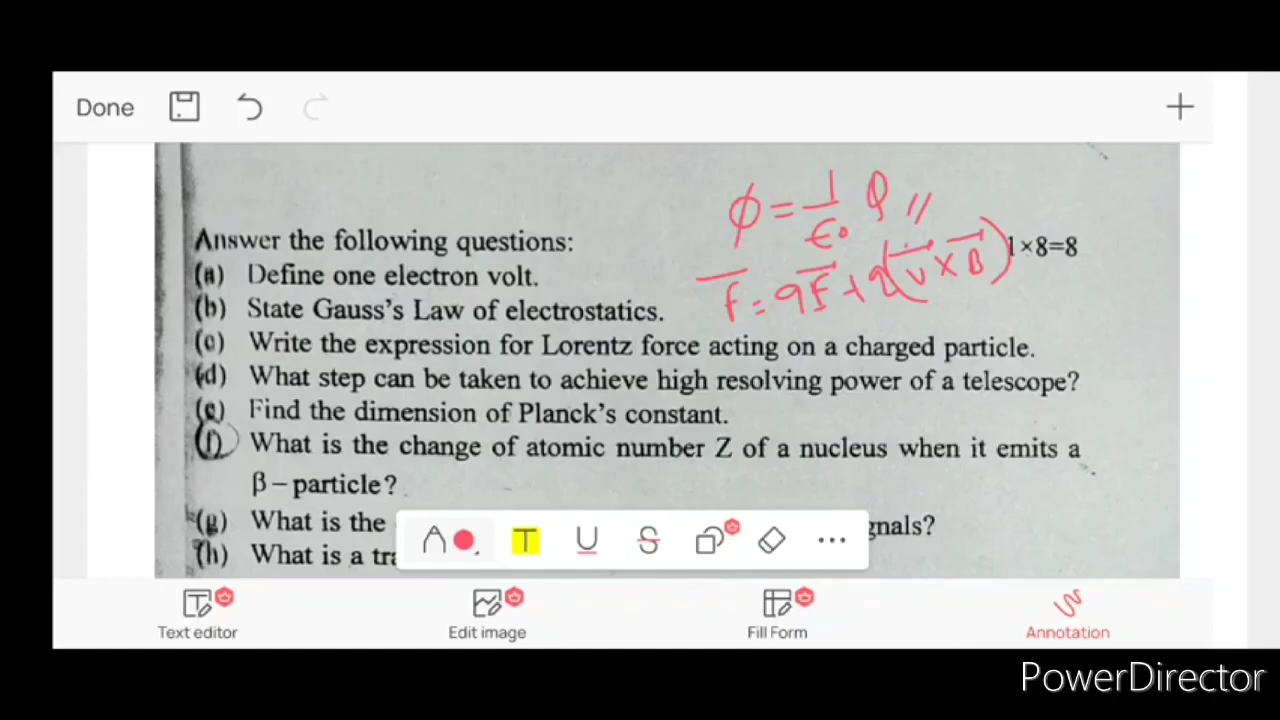 Done
ϕ = 1/ε₀ Q //
Answer the following questions: 1×8=8
F = qE + q(v × B)
(a) Define one electron volt.
(b) State Gauss's Law of electrostatics.
(c) Write the expression for Lorentz force acting on a charged particle.
(d) What step can be taken to achieve high resolving power of a telescope?
(e) Find the dimension of Planck's constant.
(f) What is the change of atomic number Z of a nucleus when it emits a
β – particle?
(g) What is the gnals?
(h) What is a tra
T U S
Text editor Edit image Fill Form Annotation
PowerDirector